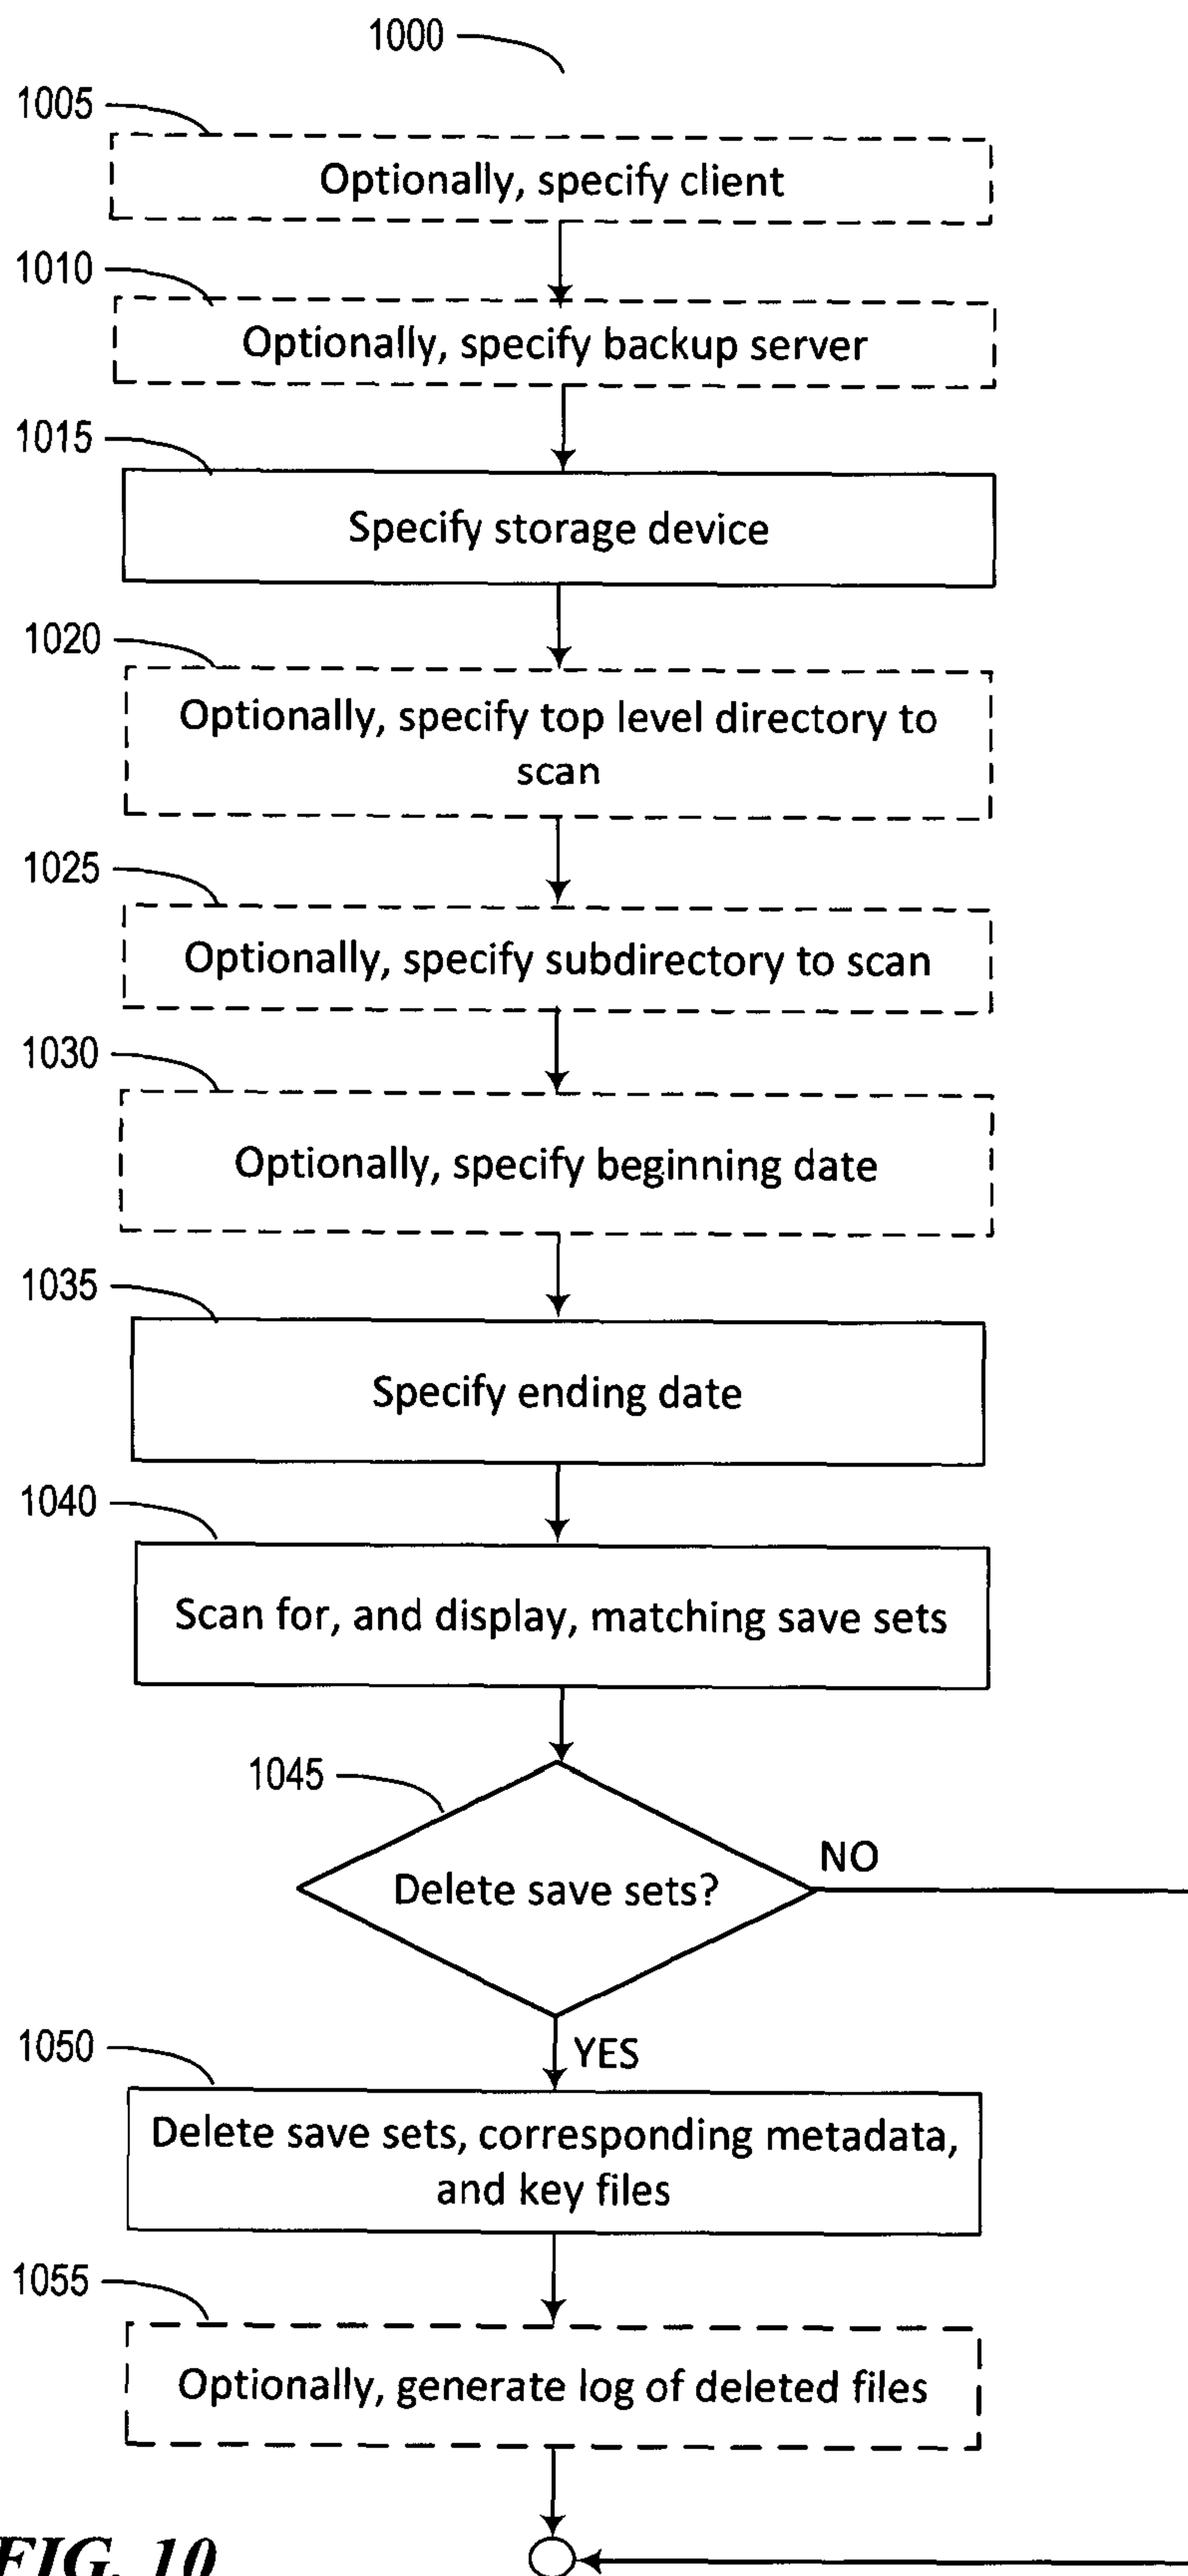 1000
1005
Optionally, specify client
1010
Optionally, specify backup server
1015
Specify storage device
1020
Optionally, specify top level directory to
scan
1025
Optionally, specify subdirectory to scan
1030
Optionally, specify beginning date
1035
Specify ending date
1040
Scan for, and display, matching save sets
1045
Delete save sets?
NO
YES
1050
Delete save sets, corresponding metadata,
and key files
1055
Optionally, generate log of deleted files
FIG. 10